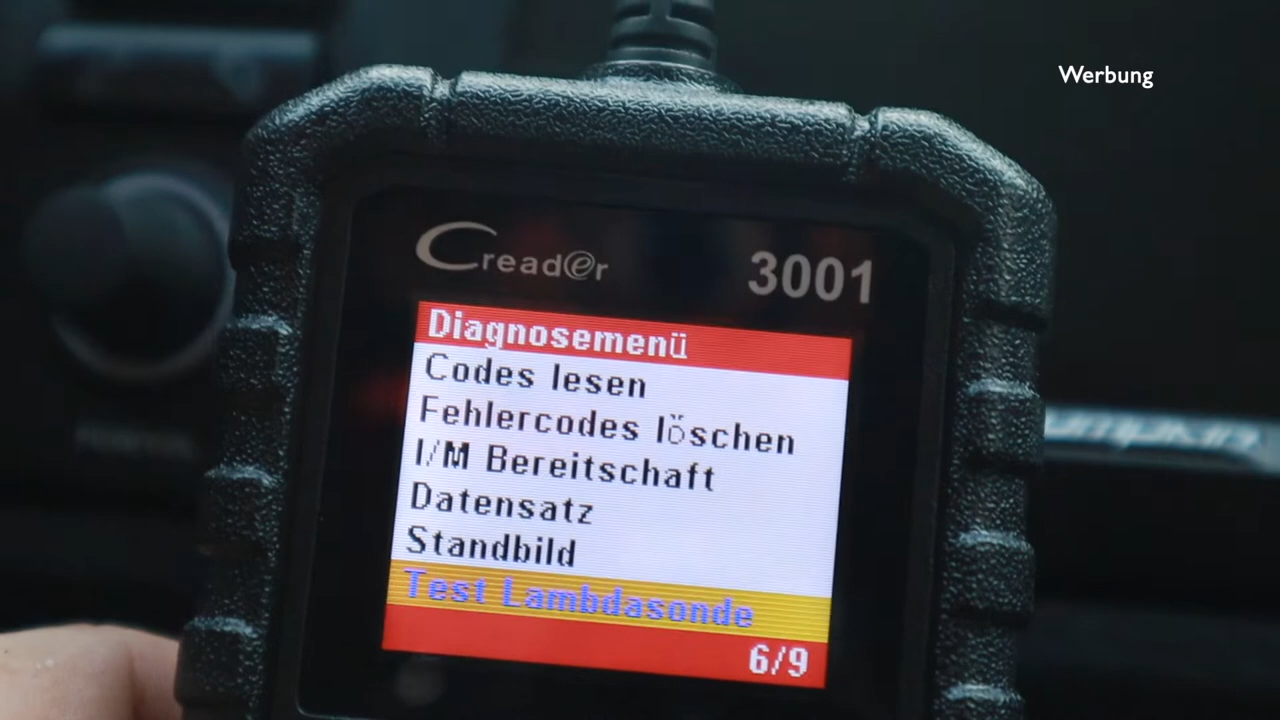 Werbung
Creader
3001
Diagnosemenü
Codes lesen
Fehlercodes löschen
I/M Bereitschaft
Datensatz
Standbild
Test Lambdasonde
6/9